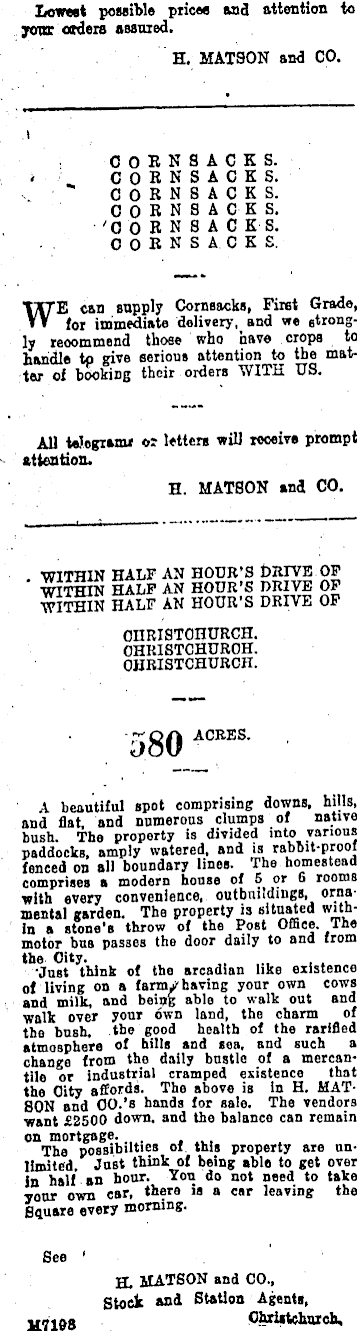 Lowest possible prices and attention to
your orders assured.
H. MATSON and CO.
CORNSACKS.
CORNSACKS.
CORNSACKS.
CORNSACKS.
CORNSACKS.
CORNSACKS.
WE can supply Cornsacks, First Grade,
for immediate delivery, and we strong-
ly recommend those who have crops to
handle to give serious attention to the mat-
ter of booking their orders WITH US.
All telegrams or letters will receive prompt
attention.
H. MATSON and CO.
WITHIN HALF AN HOUR'S DRIVE OF
WITHIN HALF AN HOUR'S DRIVE OF
WITHIN HALF AN HOUR'S DRIVE OF
CHRISTCHURCH.
CHRISTCHURCH.
CHRISTCHURCH.
580 ACRES.
A beautiful spot comprising downs, hills,
and flat, and numerous clumps of native
bush. The property is divided into various
paddocks, amply watered, and is rabbit-proof
fenced on all boundary lines. The homestead
comprises a modern house of 5 or 6 rooms
with every convenience, outbuildings, orna-
mental garden. The property is situated with-
in a stone's throw of the Post Office. The
motor bus passes the door daily to and from
the City.
Just think of the arcadian like existence
of living on a farm, having your own cows
and milk, and being able to walk out and
walk over your own land, the charm of
the bush, the good health of the rarified
atmosphere of hills and sea, and such a
change from the daily bustle of a mercan-
tile or industrial cramped existence that
the City affords. The above is in H. MAT-
SON and CO.'s hands for sale. The vendors
want £2500 down, and the balance can remain
on mortgage.
The possibilties of this property are un-
limited. Just think of being able to get over
in half an hour. You do not need to take
your own car, there is a car leaving the
Square every morning.
See
H. MATSON and CO.,
Stock and Station Agents,
Christchurch.
M7198